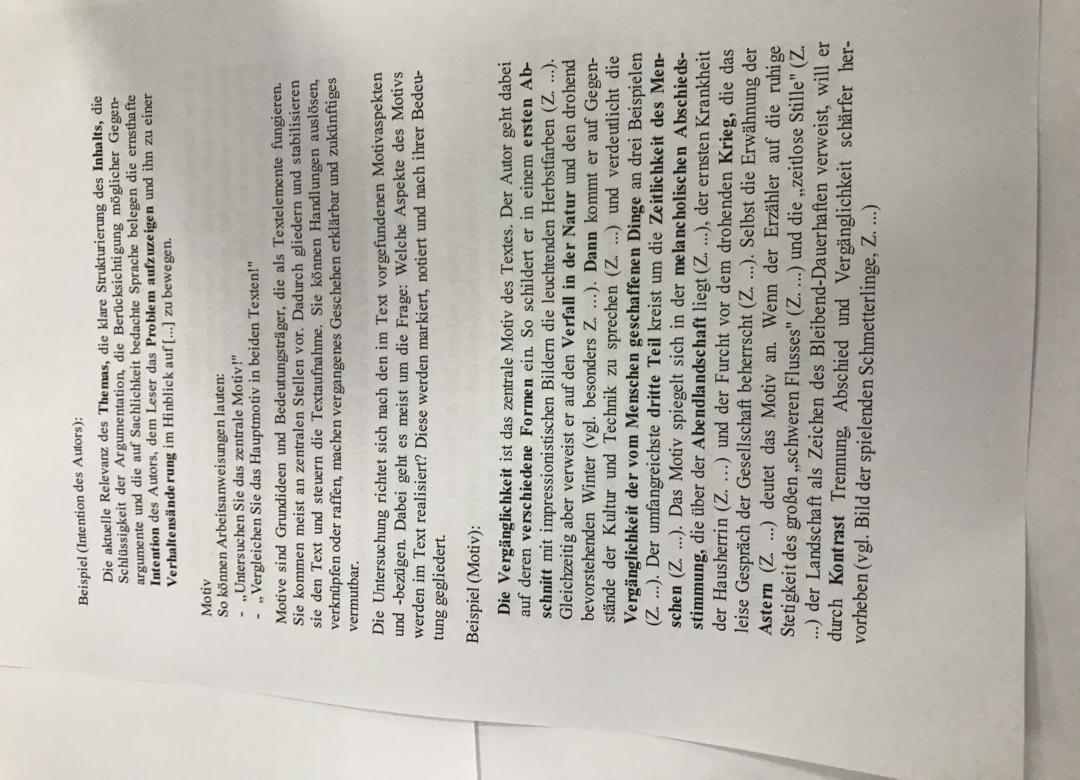 Beispiel (Intention des Autors):
Die aktuelle Relevanz des Themas, die klare Strukturierung des Inhalts, die
Schlüssigkeit der Argumentation, die Berücksichtigung möglicher Gegen-
argumente und die auf Sachlichkeit bedachte Sprache belegen die ernsthafte
Intention des Autors, dem Leser das Problem aufzuzeigen und ihn zu einer
Verhaltensänderung im Hinblick auf [...] zu bewegen.
Motiv
So können Arbeitsanweisungen lauten:
- „Untersuchen Sie das zentrale Motiv!"
- „Vergleichen Sie das Hauptmotiv in beiden Texten!"
Motive sind Grundideen und Bedeutungsträger, die als Textelemente fungieren.
Sie kommen meist an zentralen Stellen vor. Dadurch gliedern und stabilisieren
sie den Text und steuern die Textaufnahme. Sie können Handlungen auslösen,
verknüpfen oder raffen, machen vergangenes Geschehen erklärbar und zukünftiges
vermutbar.
Die Untersuchung richtet sich nach den im Text vorgefundenen Motivaspekten
und -bezügen. Dabei geht es meist um die Frage: Welche Aspekte des Motivs
werden im Text realisiert? Diese werden markiert, notiert und nach ihrer Bedeu-
tung gegliedert.
Beispiel (Motiv):
Die Vergänglichkeit ist das zentrale Motiv des Textes. Der Autor geht dabei
auf deren verschiedene Formen ein. So schildert er in einem ersten Ab-
schnitt mit impressionistischen Bildern die leuchtenden Herbstfarben (Z. ...).
Gleichzeitig aber verweist er auf den Verfall in der Natur und den drohend
bevorstehenden Winter (vgl. besonders Z. ...). Dann kommt er auf Gegen-
stände der Kultur und Technik zu sprechen (Z. ...) und verdeutlicht die
Vergänglichkeit der vom Menschen geschaffenen Dinge an drei Beispielen
(Z. ...). Der umfangreichste dritte Teil kreist um die Zeitlichkeit des Men-
schen (Z. ...). Das Motiv spiegelt sich in der melancholischen Abschieds-
stimmung, die über der Abendlandschaft liegt (Z. ...), der ernsten Krankheit
der Hausherrin (Z. ...) und der Furcht vor dem drohenden Krieg, die das
leise Gespräch der Gesellschaft beherrscht (Z. ...). Selbst die Erwähnung der
Astern (Z. ...) deutet das Motiv an. Wenn der Erzähler auf die ruhige
Stetigkeit des großen „schweren Flusses" (Z. ...) und die „zeitlose Stille" (Z.
...) der Landschaft als Zeichen des Bleibend-Dauerhaften verweist, will er
durch Kontrast Trennung, Abschied und Vergänglichkeit schärfer her-
vorheben (vgl. Bild der spielenden Schmetterlinge, Z. ...)